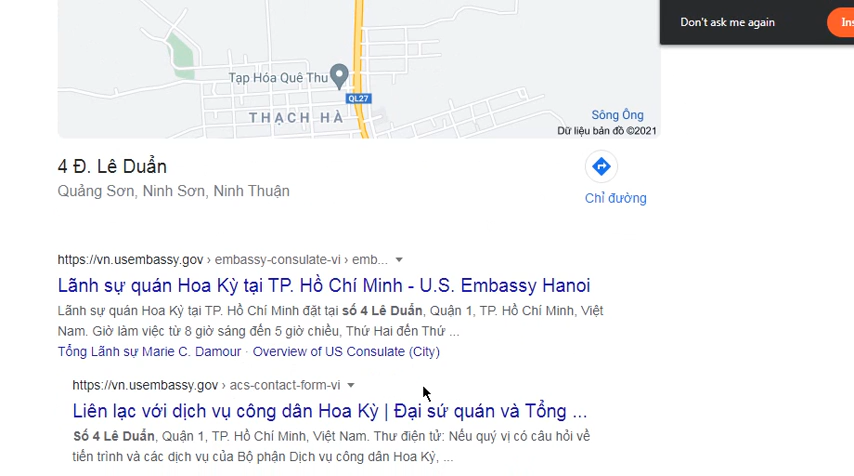 Don't ask me again
Ins
Tạp Hóa Quê Thu
QL27
THẠCH HÀ
Sông Ông
Dữ liệu bản đồ ©2021
4 Đ. Lê Duẩn
Quảng Sơn, Ninh Sơn, Ninh Thuận
Chỉ đường
https://vn.usembassy.gov › embassy-consulate-vi › emb...
Lãnh sự quán Hoa Kỳ tại TP. Hồ Chí Minh - U.S. Embassy Hanoi
Lãnh sự quán Hoa Kỳ tại TP. Hồ Chí Minh đặt tại số 4 Lê Duẩn, Quận 1, TP. Hồ Chí Minh, Việt
Nam. Giờ làm việc từ 8 giờ sáng đến 5 giờ chiều, Thứ Hai đến Thứ ...
Tổng Lãnh sự Marie C. Damour · Overview of US Consulate (City)
https://vn.usembassy.gov › acs-contact-form-vi
Liên lạc với dịch vụ công dân Hoa Kỳ | Đại sứ quán và Tổng ...
Số 4 Lê Duẩn, Quận 1, TP. Hồ Chí Minh, Việt Nam. Thư điện tử: Nếu quý vị có câu hỏi về
tiến trình và các dịch vụ của Bộ phận Dịch vụ công dân Hoa Kỳ, ...